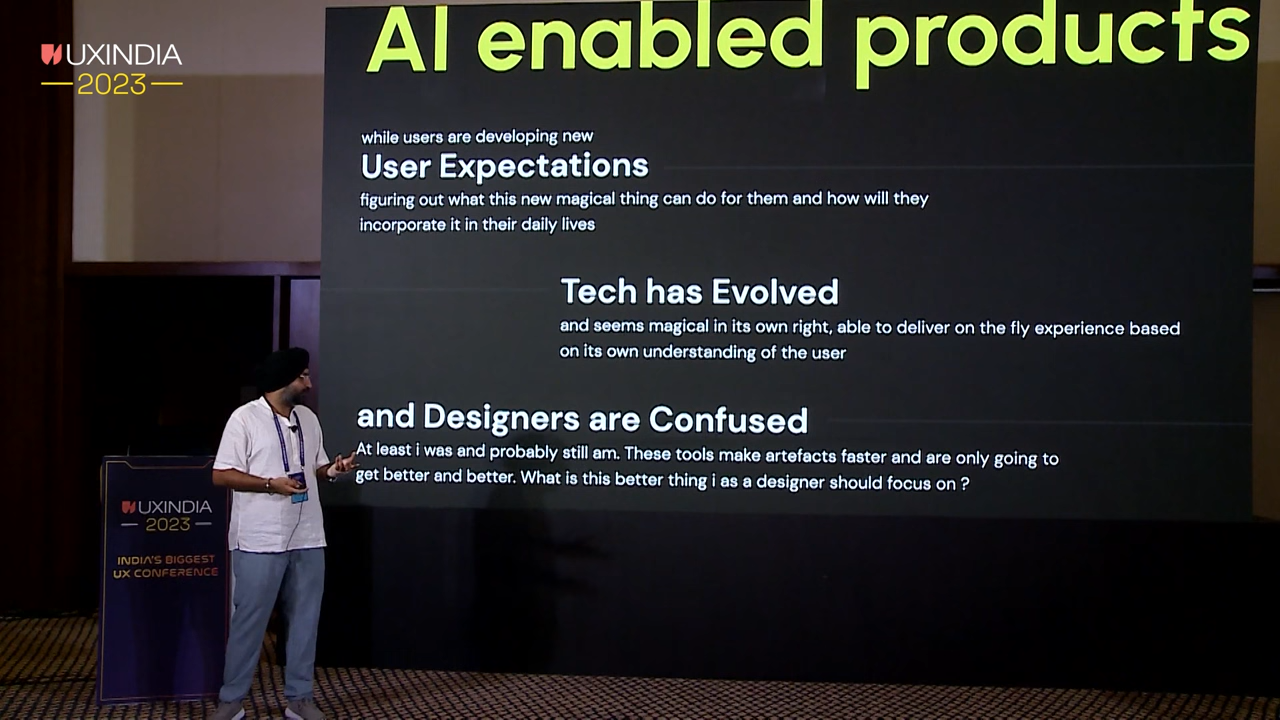 UXINDIA
2023
AI enabled products
while users are developing new
User Expectations
figuring out what this new magical thing can do for them and how will they
incorporate it in their daily lives
Tech has Evolved
and seems magical in its own right, able to deliver on the fly experience based
on its own understanding of the user
and Designers are Confused
At least i was and probably still am. These tools make artefacts faster and are only going to
get better and better. What is this better thing i as a designer should focus on ?
UXINDIA
2023
INDIA'S BIGGEST
UX CONFERENCE